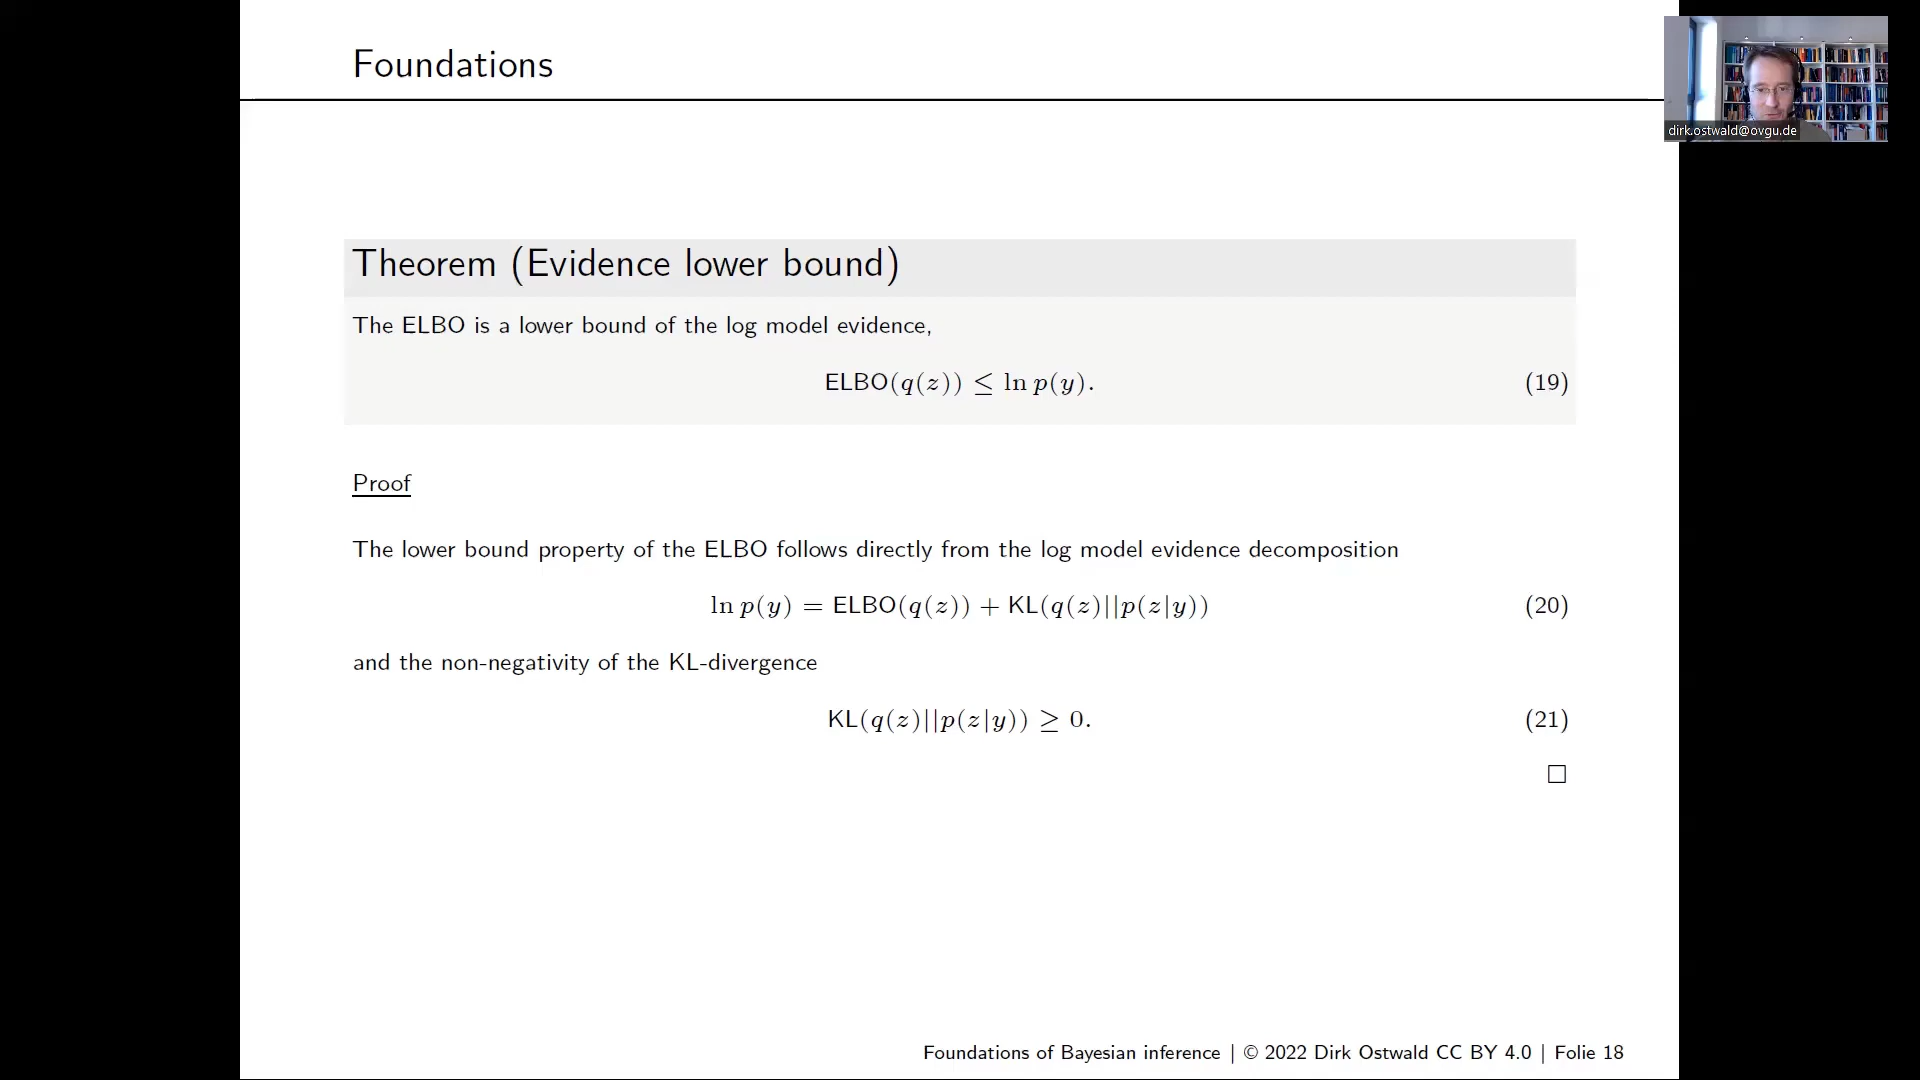 Foundations
dirk.ostwald@ovgu.de
Theorem (Evidence lower bound)
The ELBO is a lower bound of the log model evidence,
ELBO(q(z)) ≤ ln p(y). (19)
Proof
The lower bound property of the ELBO follows directly from the log model evidence decomposition
ln p(y) = ELBO(q(z)) + KL(q(z)||p(z|y)) (20)
and the non-negativity of the KL-divergence
KL(q(z)||p(z|y)) ≥ 0. (21)
□
Foundations of Bayesian inference | © 2022 Dirk Ostwald CC BY 4.0 | Folie 18